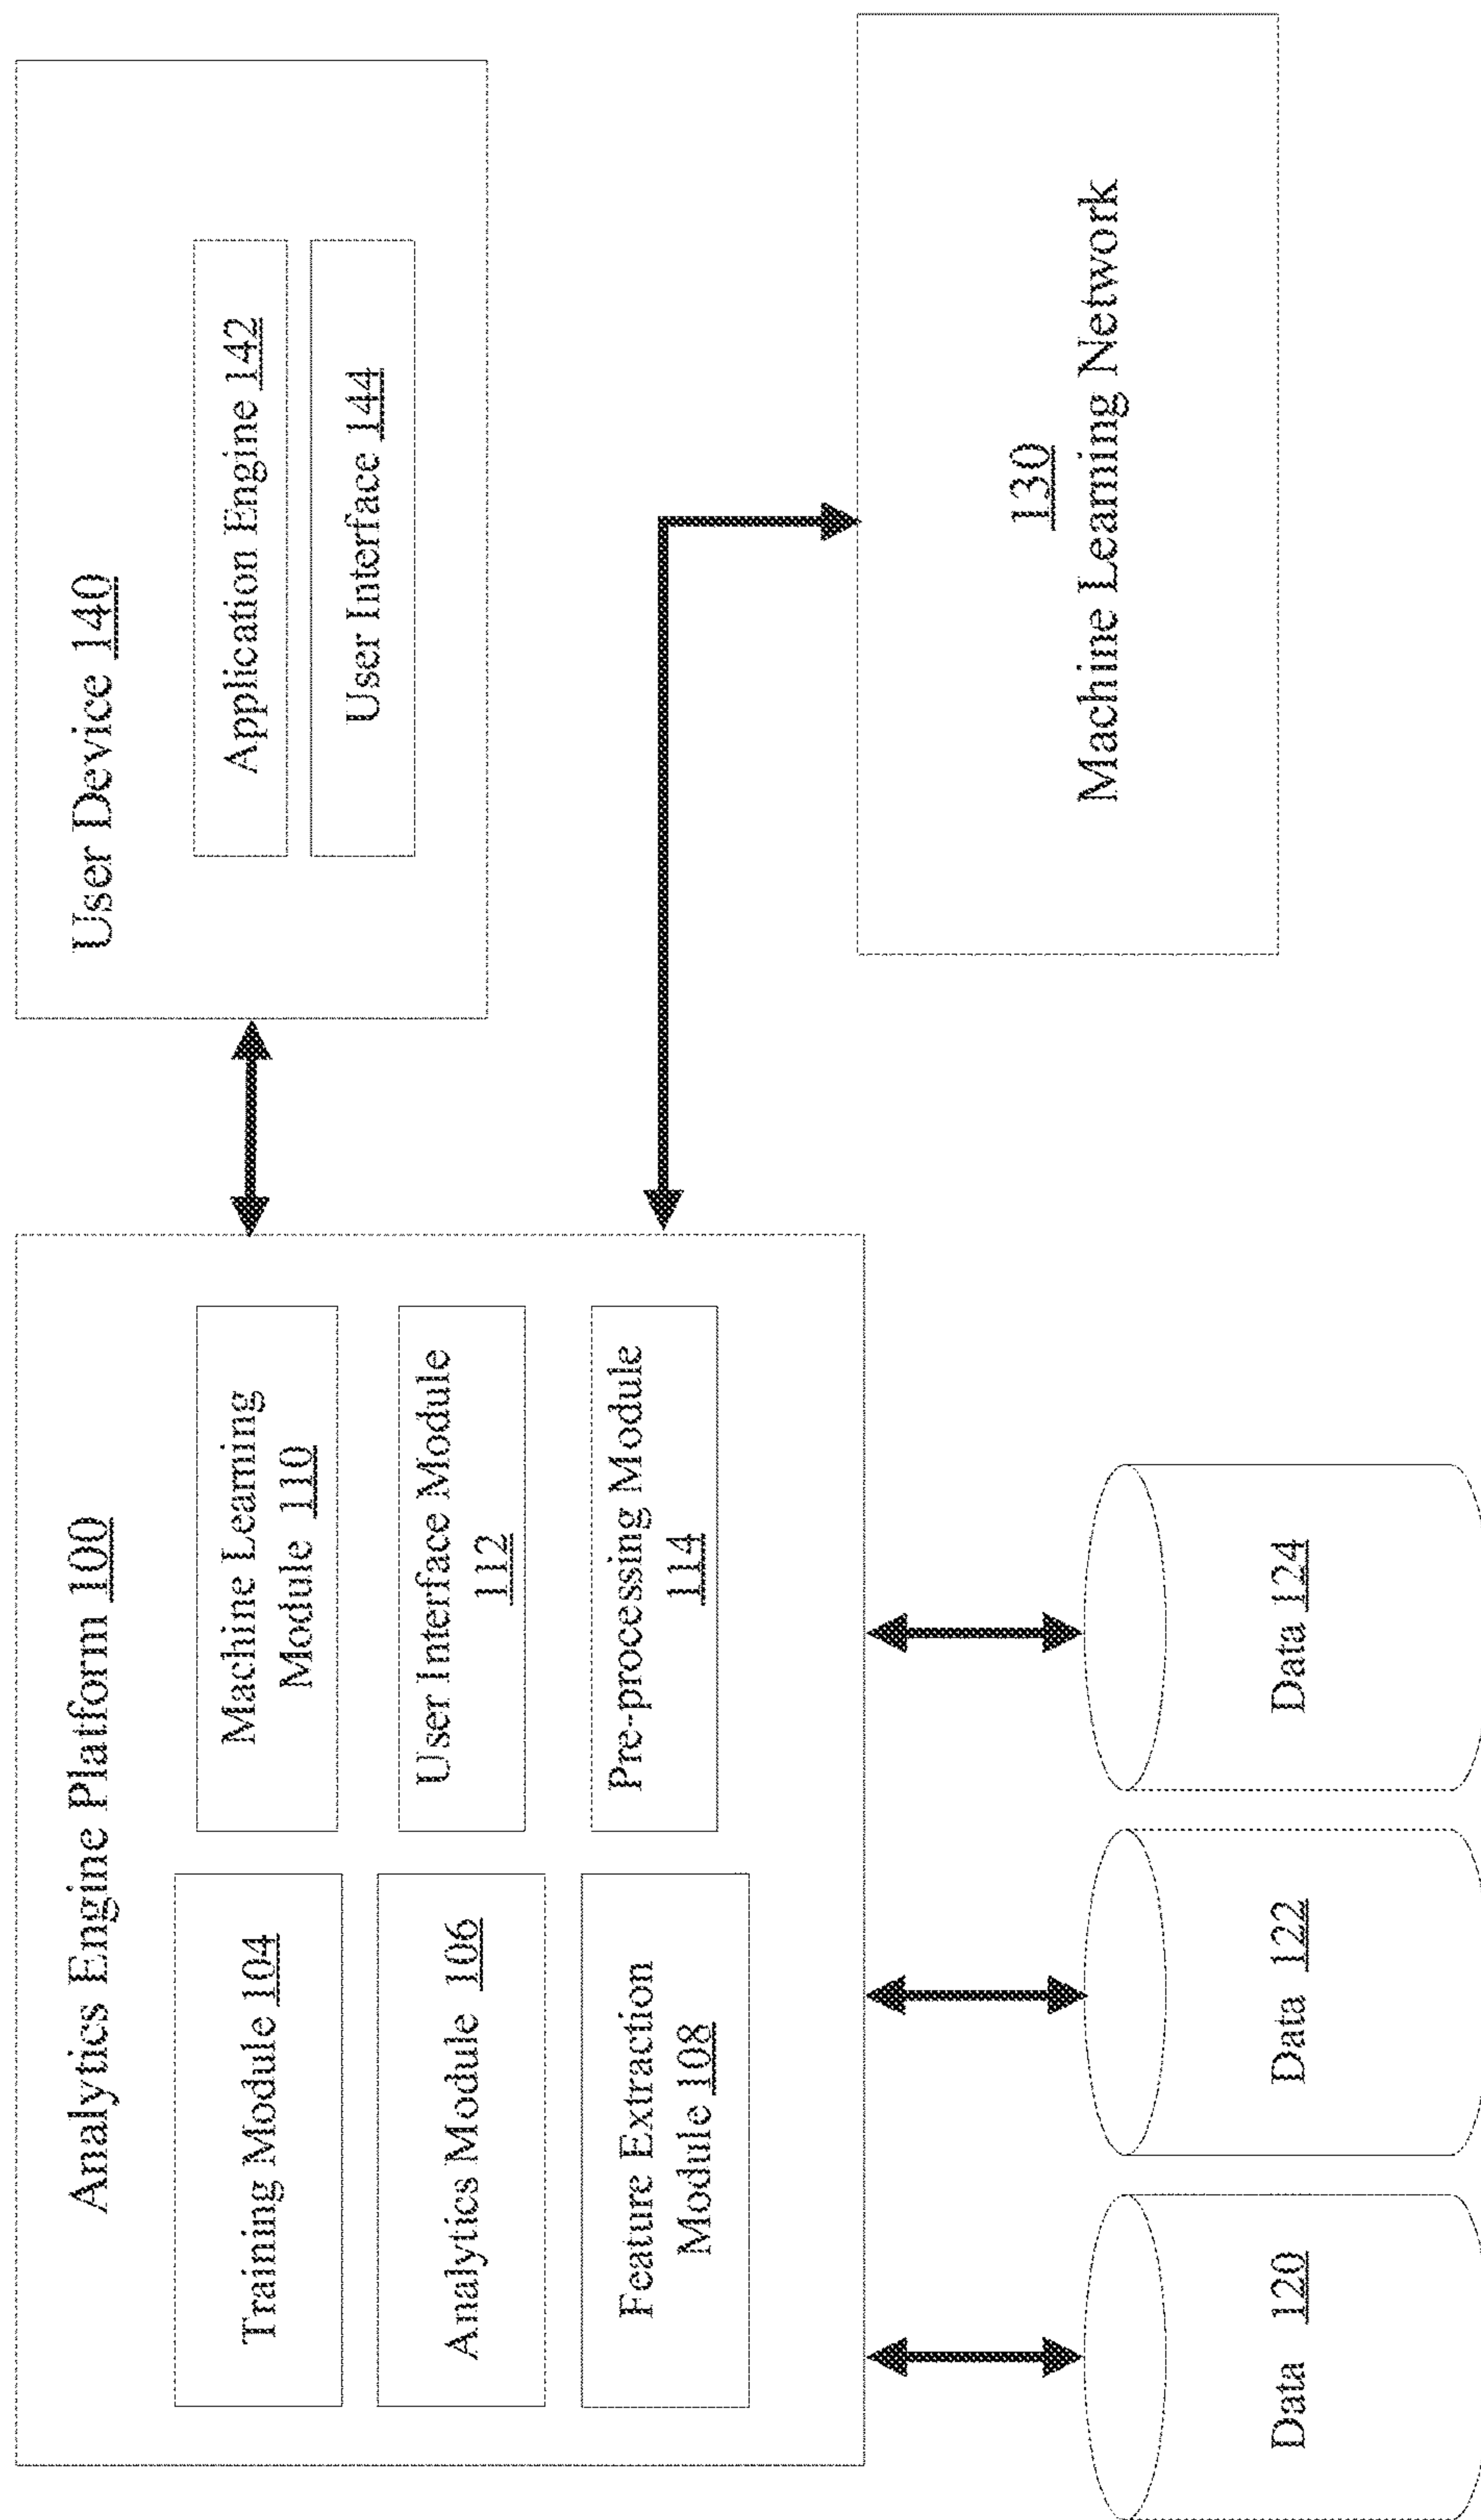 Analytics Engine Platform 100
Training Module 104
Analytics Module 106
Feature Extraction
Module 108
Machine Learning
Module 110
User Interface Module
112
Pre-processing Module
114
User Device 140
Application Engine 142
User Interface 144
130
Machine Learning Network
Data 120
Data 122
Data 124